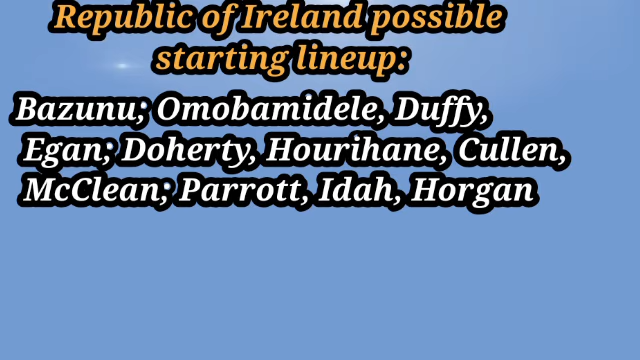 Republic of Ireland possible
starting lineup:
Bazunu; Omobamidele, Duffy,
Egan; Doherty, Hourihane, Cullen,
McClean; Parrott, Idah, Horgan